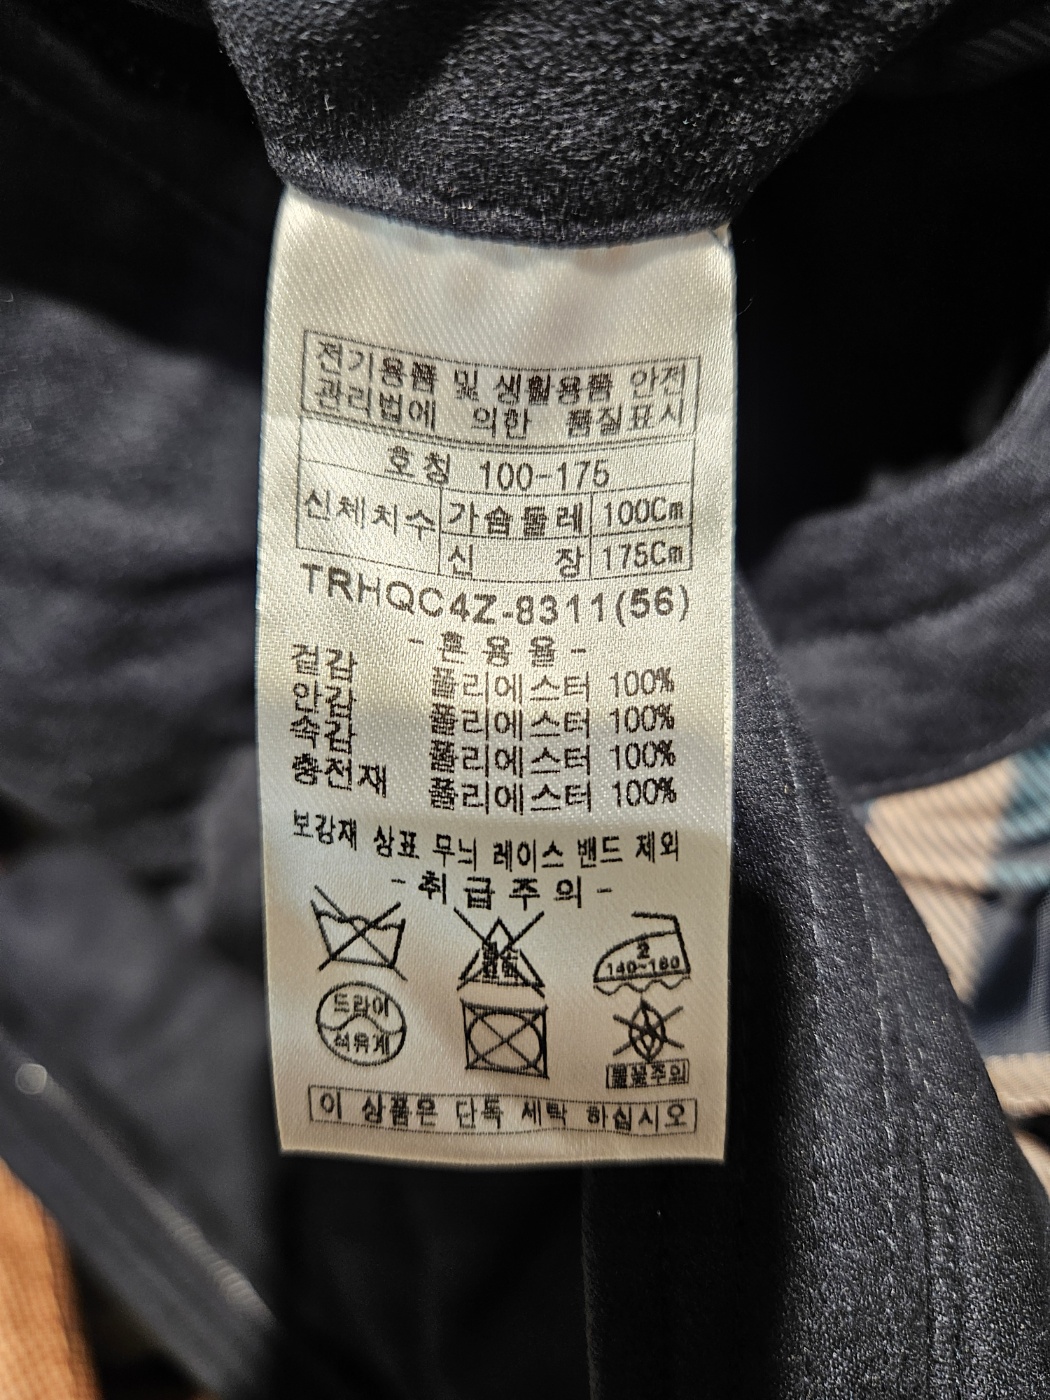 전기용품 및 생활용품 안전
관리법에 의한 품질표시
호칭 100-175
신체치수 가슴둘레 100Cm
신 장 175Cm
TRHQC4Z-8311(56)
- 혼용율 -
겉감 폴리에스터 100%
안감 폴리에스터 100%
속감 폴리에스터 100%
충전재 폴리에스터 100%
보강재 상표 무늬 레이스 밴드 제외
- 취급주의 -
2
140~160
드라이
석유계
불꽃주의
이 상품은 단독 세탁 하십시오